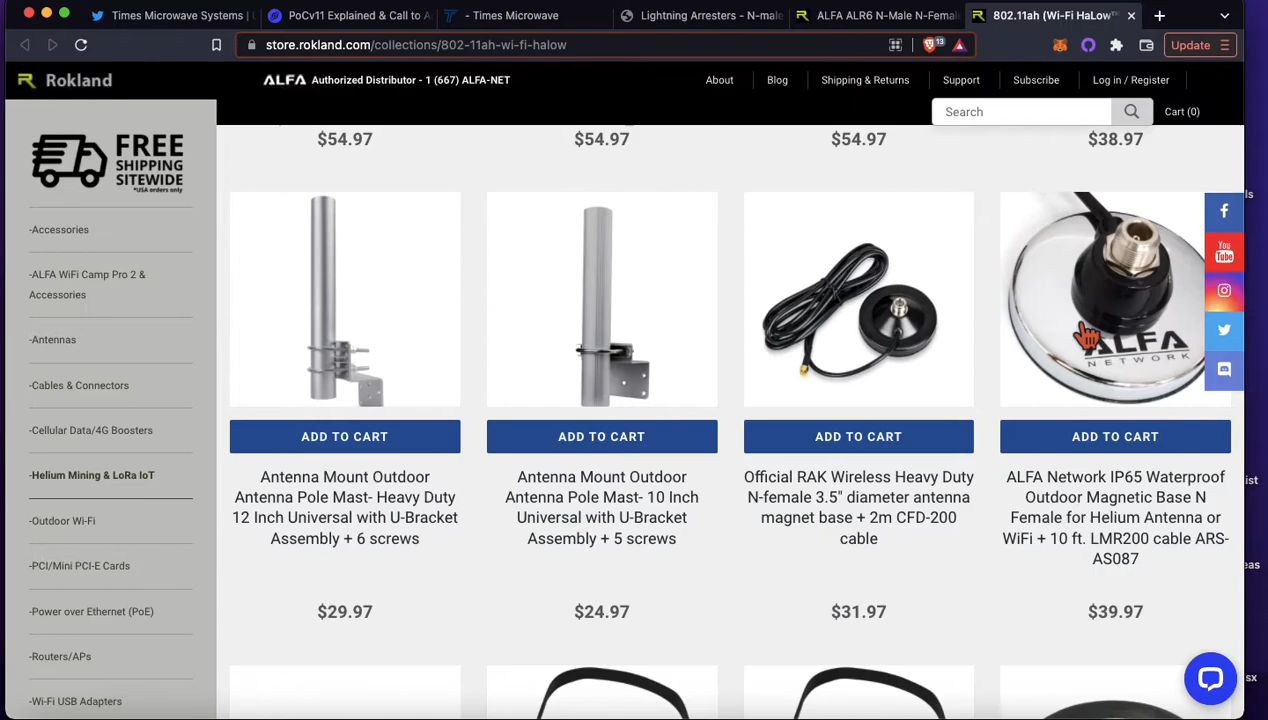 Times Microwave Systems | 
PoCv11 Explained & Call to A
- Times Microwave
Lightning Arresters - N-male
ALFA ALR6 N-Male N-Fema
802.11ah (Wi-Fi HaLow™
store.rokland.com/collections/802-11ah-wi-fi-halow
13
Update
Rokland
ALFA Authorized Distributor - 1 (667) ALFA-NET
About
Blog
Shipping & Returns
Support
Subscribe
Log in / Register
Search
Cart (0)
FREE
SHIPPING
SITEWIDE
*USA orders only
-Accessories
-ALFA WiFi Camp Pro 2 &
Accessories
-Antennas
-Cables & Connectors
-Cellular Data/4G Boosters
-Helium Mining & LoRa IoT
-Outdoor Wi-Fi
-PCI/Mini PCI-E Cards
-Power over Ethernet (PoE)
-Routers/APs
-Wi-Fi USB Adapters
$54.97
$54.97
$54.97
$38.97
ALFA
NETWORK
You
Tube
ADD TO CART
ADD TO CART
ADD TO CART
ADD TO CART
Antenna Mount Outdoor
Antenna Pole Mast- Heavy Duty
12 Inch Universal with U-Bracket
Assembly + 6 screws
$29.97
Antenna Mount Outdoor
Antenna Pole Mast- 10 Inch
Universal with U-Bracket
Assembly + 5 screws
$24.97
Official RAK Wireless Heavy Duty
N-female 3.5" diameter antenna
magnet base + 2m CFD-200
cable
$31.97
ALFA Network IP65 Waterproof
Outdoor Magnetic Base N
Female for Helium Antenna or
WiFi + 10 ft. LMR200 cable ARS-
AS087
$39.97
ls
ist
eas
sx